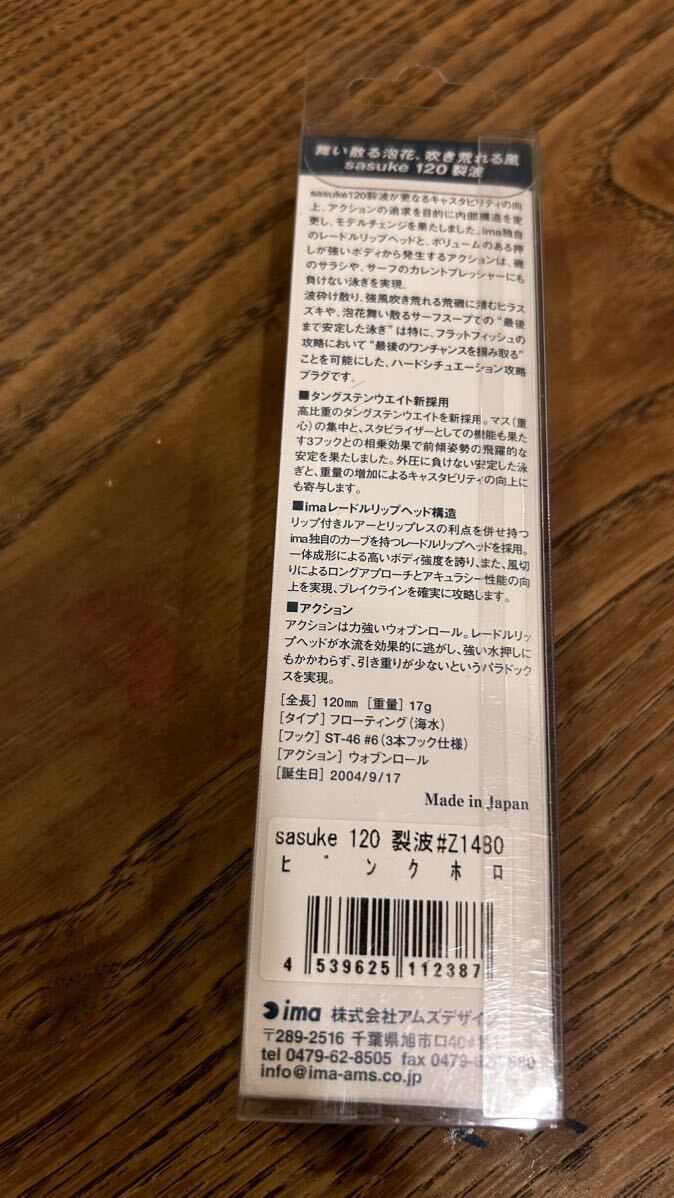 舞い散る泡花、吹き荒れる風
sasuke 120 裂波
sasuke120裂波が更なるキャスタビリティの向
上、アクションの追求を目的に内部構造を変
更し、モデルチェンジを果たしました。ima独自
のレードルリップヘッドと、ボリュームのある押
しが強いボディから発生するアクションは、磯
のサラシや、サーフのカレントプレッシャーにも
負けない泳ぎを実現。
波砕け散り、強風吹き荒れる荒磯に潜むヒラス
ズキや、泡花舞い散るサーフスープでの“最後
まで安定した泳ぎ”は特に、フラットフィッシュの
攻略において“最後のワンチャンスを掴み取る”
ことを可能にした、ハードシチュエーション攻略
プラグです。
■タングステンウエイト新採用
高比重のタングステンウエイトを新採用。マス(重
心)の集中と、スタビライザーとしての機能も果た
す3フックとの相乗効果で前傾姿勢の飛躍的な
安定を果たしました。外圧に負けない安定した泳
ぎと、重量の増加によるキャスタビリティの向上に
も寄与します。
■imaレードルリップヘッド構造
リップ付きルアーとリップレスの利点を併せ持つ
ima独自のカーブを持つレードルリップヘッドを採用。
一体成形による高いボディ強度を誇り、また、風切
りによるロングアプローチとアキュラシー性能の向
上を実現、ブレイクラインを確実に攻略します。
■アクション
アクションは力強いウォブンロール。レードルリッ
プヘッドが水流を効果的に逃がし、強い水押しに
もかかわらず、引き重りが少ないというパラドック
スを実現。
[全長] 120mm [重量] 17g
[タイプ] フローティング(海水)
[フック] ST-46 #6(3本フック仕様)
[アクション] ウォブンロール
[誕生日] 2004/9/17
Made in Japan
sasuke 120 裂波#Z1480
ピンクホロ
4 539625 112387
ima 株式会社アムズデザイン
〒289-2516 千葉県旭市ロ
tel 0479-62-8505 fax
info@ima-ams.co.jp